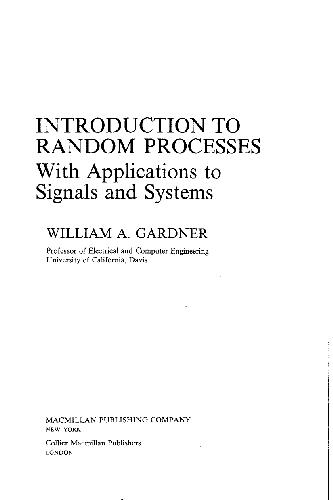 INTRODUCTION TO
RANDOM PROCESSES
With Applications to
Signals and Systems
WILLIAM A. GARDNER
Professor of Electrical and Computer Engineering
University of California, Davis
MACMILLAN PUBLISHING COMPANY
NEW YORK
Collier Macmillan Publishers
LONDON